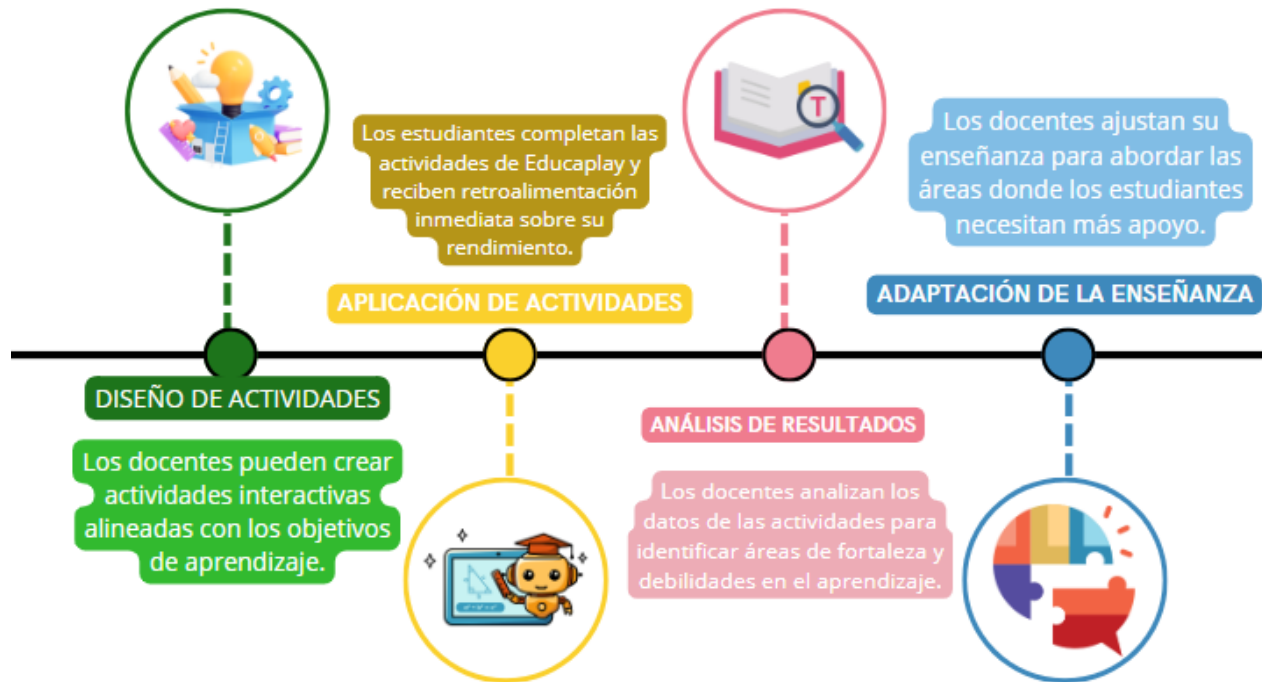 DISEÑO DE ACTIVIDADES
Los docentes pueden crear
actividades interactivas
alineadas con los objetivos
de aprendizaje.
Los estudiantes completan las
actividades de Educaplay y
reciben retroalimentación
inmediata sobre su
rendimiento.
APLICACIÓN DE ACTIVIDADES
T
ANÁLISIS DE RESULTADOS
Los docentes analizan los
datos de las actividades para
identificar áreas de fortaleza y
debilidades en el aprendizaje.
Los docentes ajustan su
enseñanza para abordar las
áreas donde los estudiantes
necesitan más apoyo.
ADAPTACIÓN DE LA ENSEÑANZA